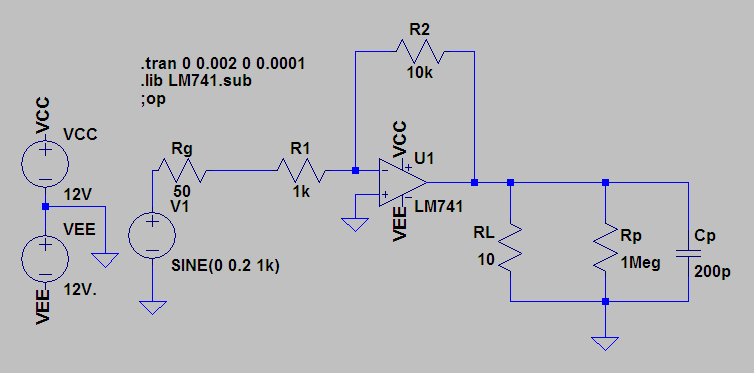 .tran 0 0.002 0 0.0001
.lib LM741.sub
;op
R2
10k
VCC
VCC
12V
VEE
12V.
VEE
Rg
50
V1
SINE(0 0.2 1k)
R1
1k
VCC
U1
LM741
VEE
RL
10
Rp
1Meg
Cp
200p